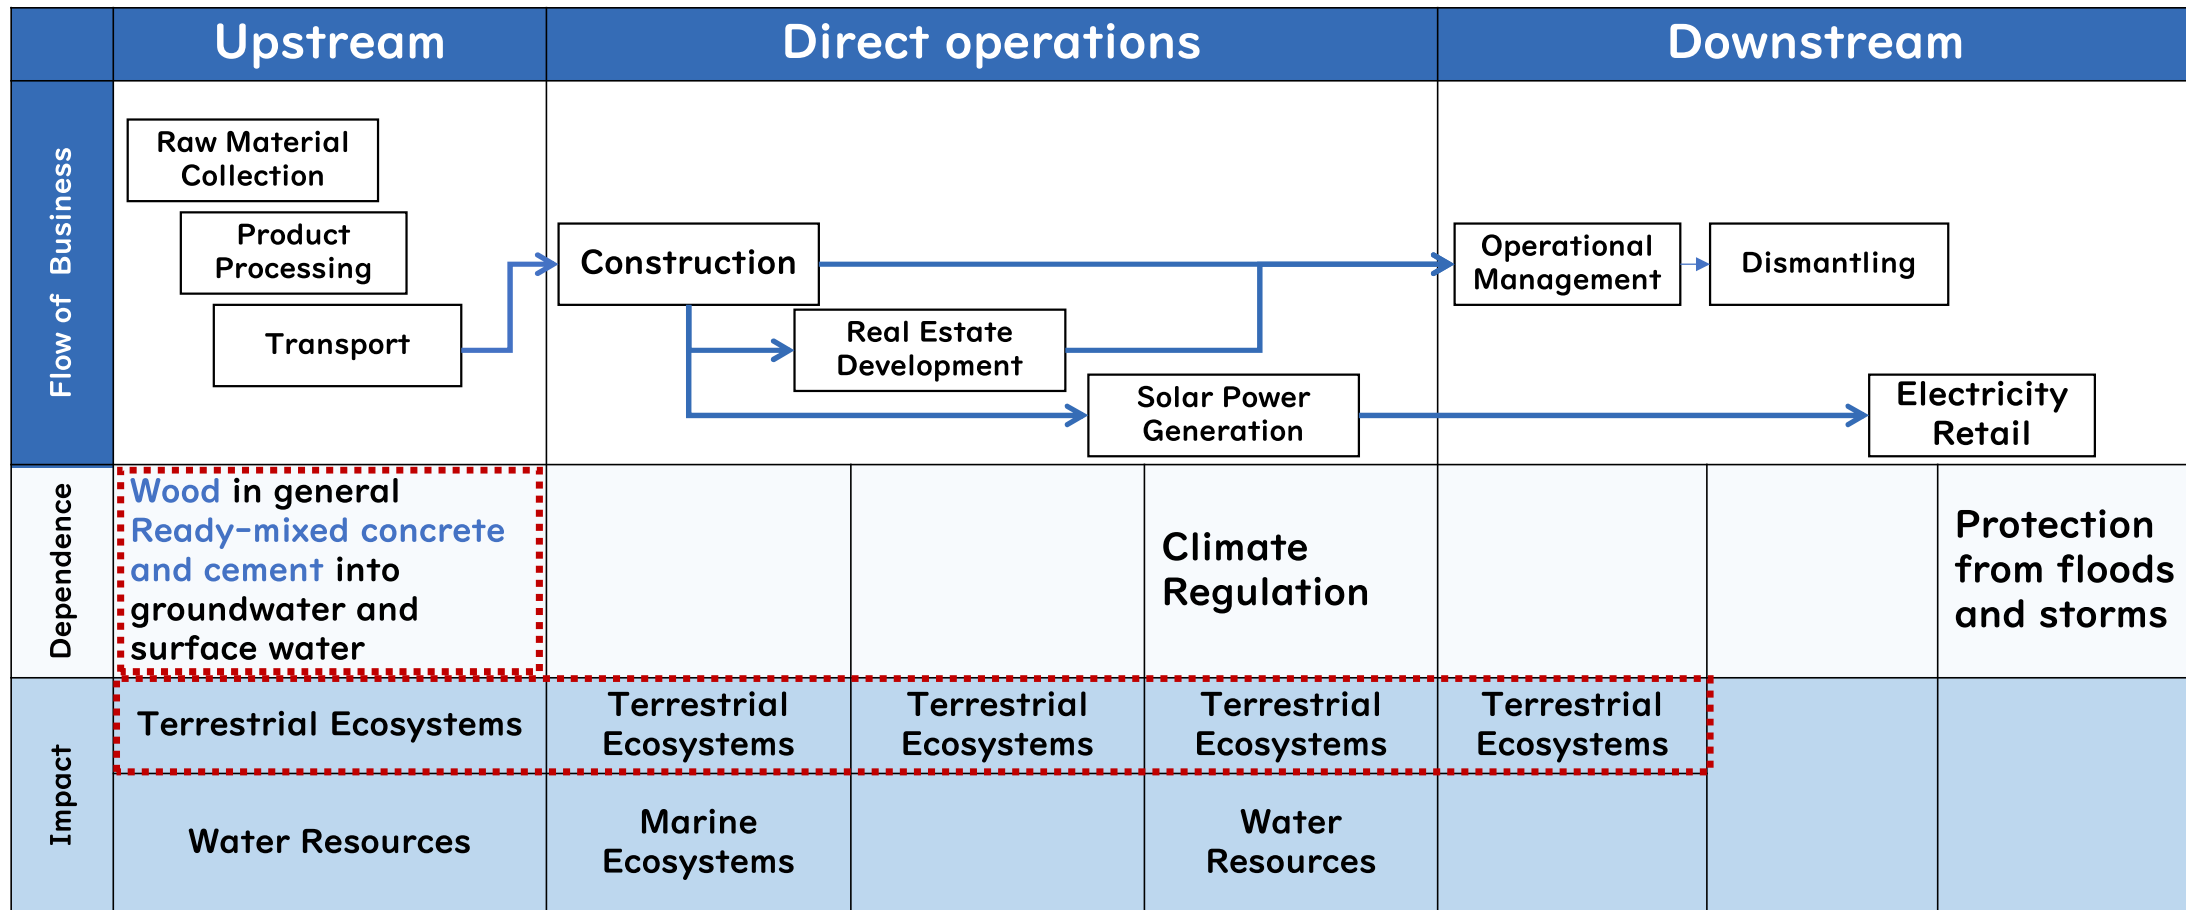 Upstream
Direct operations
Downstream
Flow of Business
Raw Material
Collection
Product
Processing
Transport
Construction
Real Estate
Development
Solar Power
Generation
Operational
Management
Dismantling
Electricity
Retail
Dependence
Wood in general
Ready-mixed concrete
and cement into
groundwater and
surface water
Climate
Regulation
Protection
from floods
and storms
Impact
Terrestrial Ecosystems
Terrestrial
Ecosystems
Terrestrial
Ecosystems
Terrestrial
Ecosystems
Terrestrial
Ecosystems
Water Resources
Marine
Ecosystems
Water
Resources